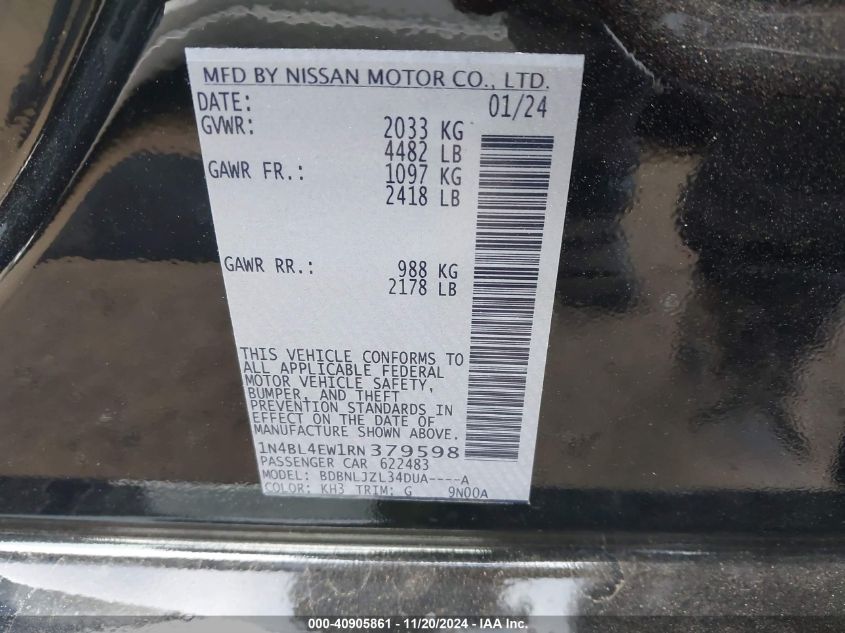 MFD BY NISSAN MOTOR CO., LTD.
DATE: 01/24
GVWR: 2033 KG
4482 LB
GAWR FR.: 1097 KG
2418 LB
GAWR RR.: 988 KG
2178 LB
THIS VEHICLE CONFORMS TO
ALL APPLICABLE FEDERAL
MOTOR VEHICLE SAFETY,
BUMPER, AND THEFT
PREVENTION STANDARDS IN
EFFECT ON THE DATE OF
MANUFACTURE SHOWN ABOVE.
1N4BL4EW1RN379598
PASSENGER CAR 622483
MODEL: BDBNLJZL34DUA----A
COLOR: KH3 TRIM: G 9N00A
000-40905861 - 11/20/2024 - IAA Inc.